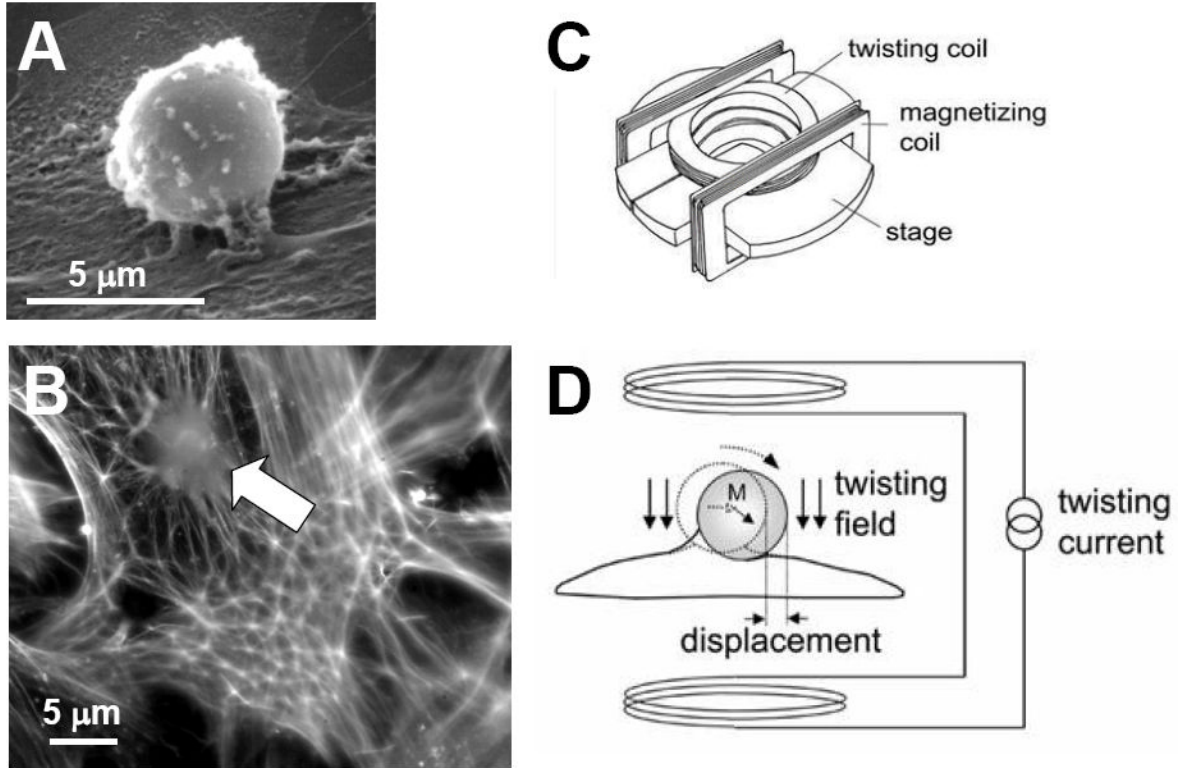 A
5 μm
B
5 μm
C
twisting coil
magnetizing
coil
stage
D
M
twisting
field
twisting
current
displacement